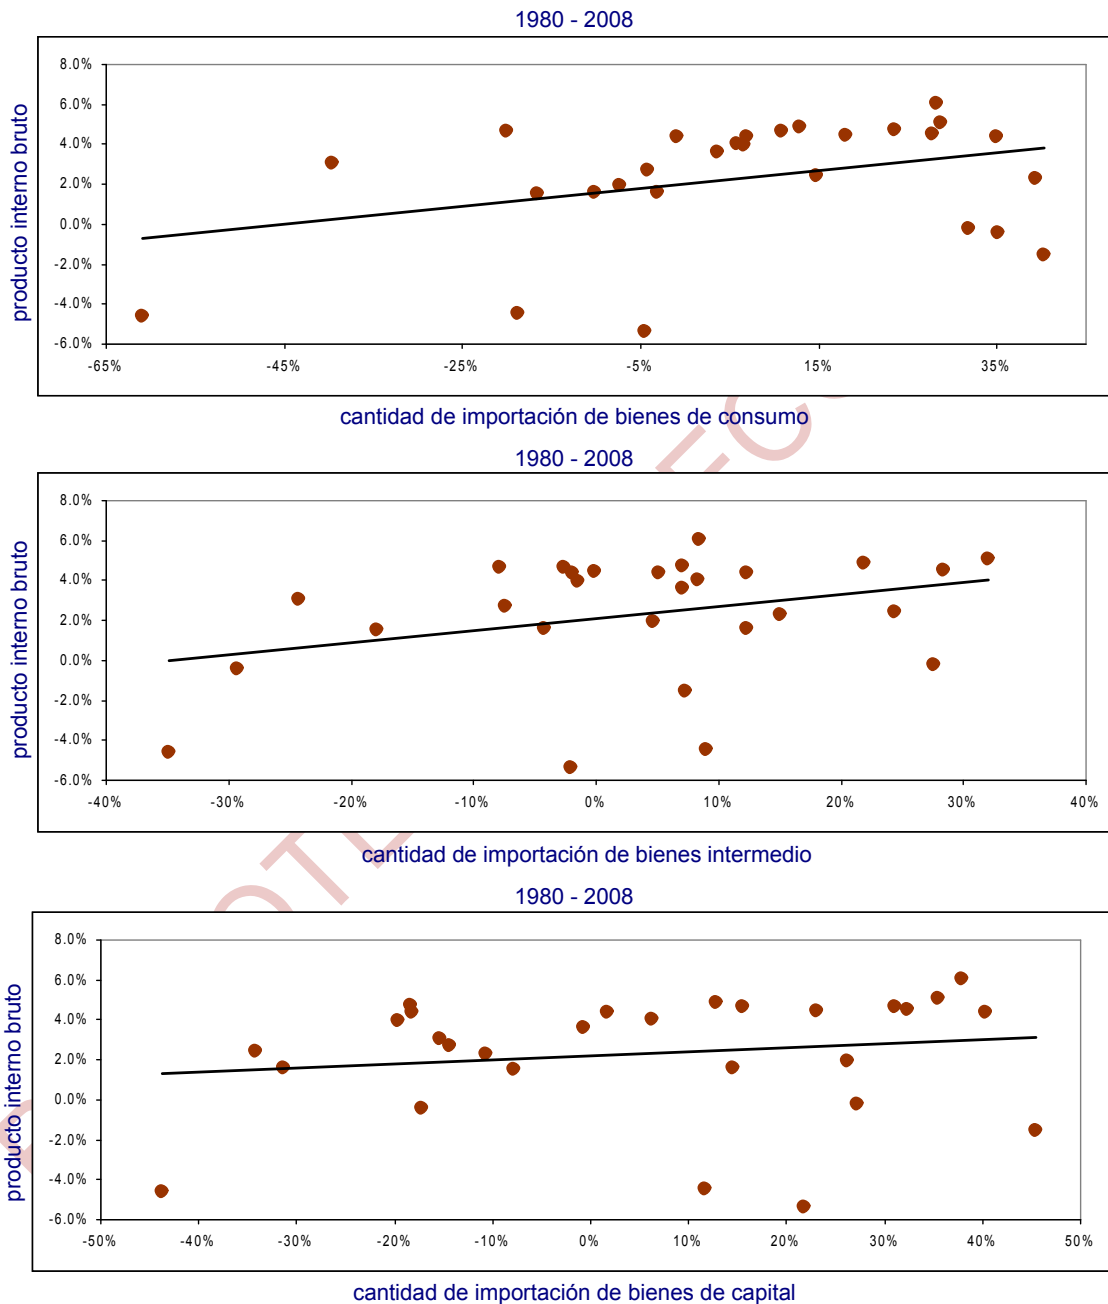 1980 - 2008
producto interno bruto
8.0%
6.0%
4.0%
2.0%
0.0%
-2.0%
-4.0%
-6.0%
-65% -45% -25% -5% 15% 35%
cantidad de importación de bienes de consumo
1980 - 2008
producto interno bruto
8.0%
6.0%
4.0%
2.0%
0.0%
-2.0%
-4.0%
-6.0%
-40% -30% -20% -10% 0% 10% 20% 30% 40%
cantidad de importación de bienes intermedio
1980 - 2008
producto interno bruto
8.0%
6.0%
4.0%
2.0%
0.0%
-2.0%
-4.0%
-6.0%
-50% -40% -30% -20% -10% 0% 10% 20% 30% 40% 50%
cantidad de importación de bienes de capital